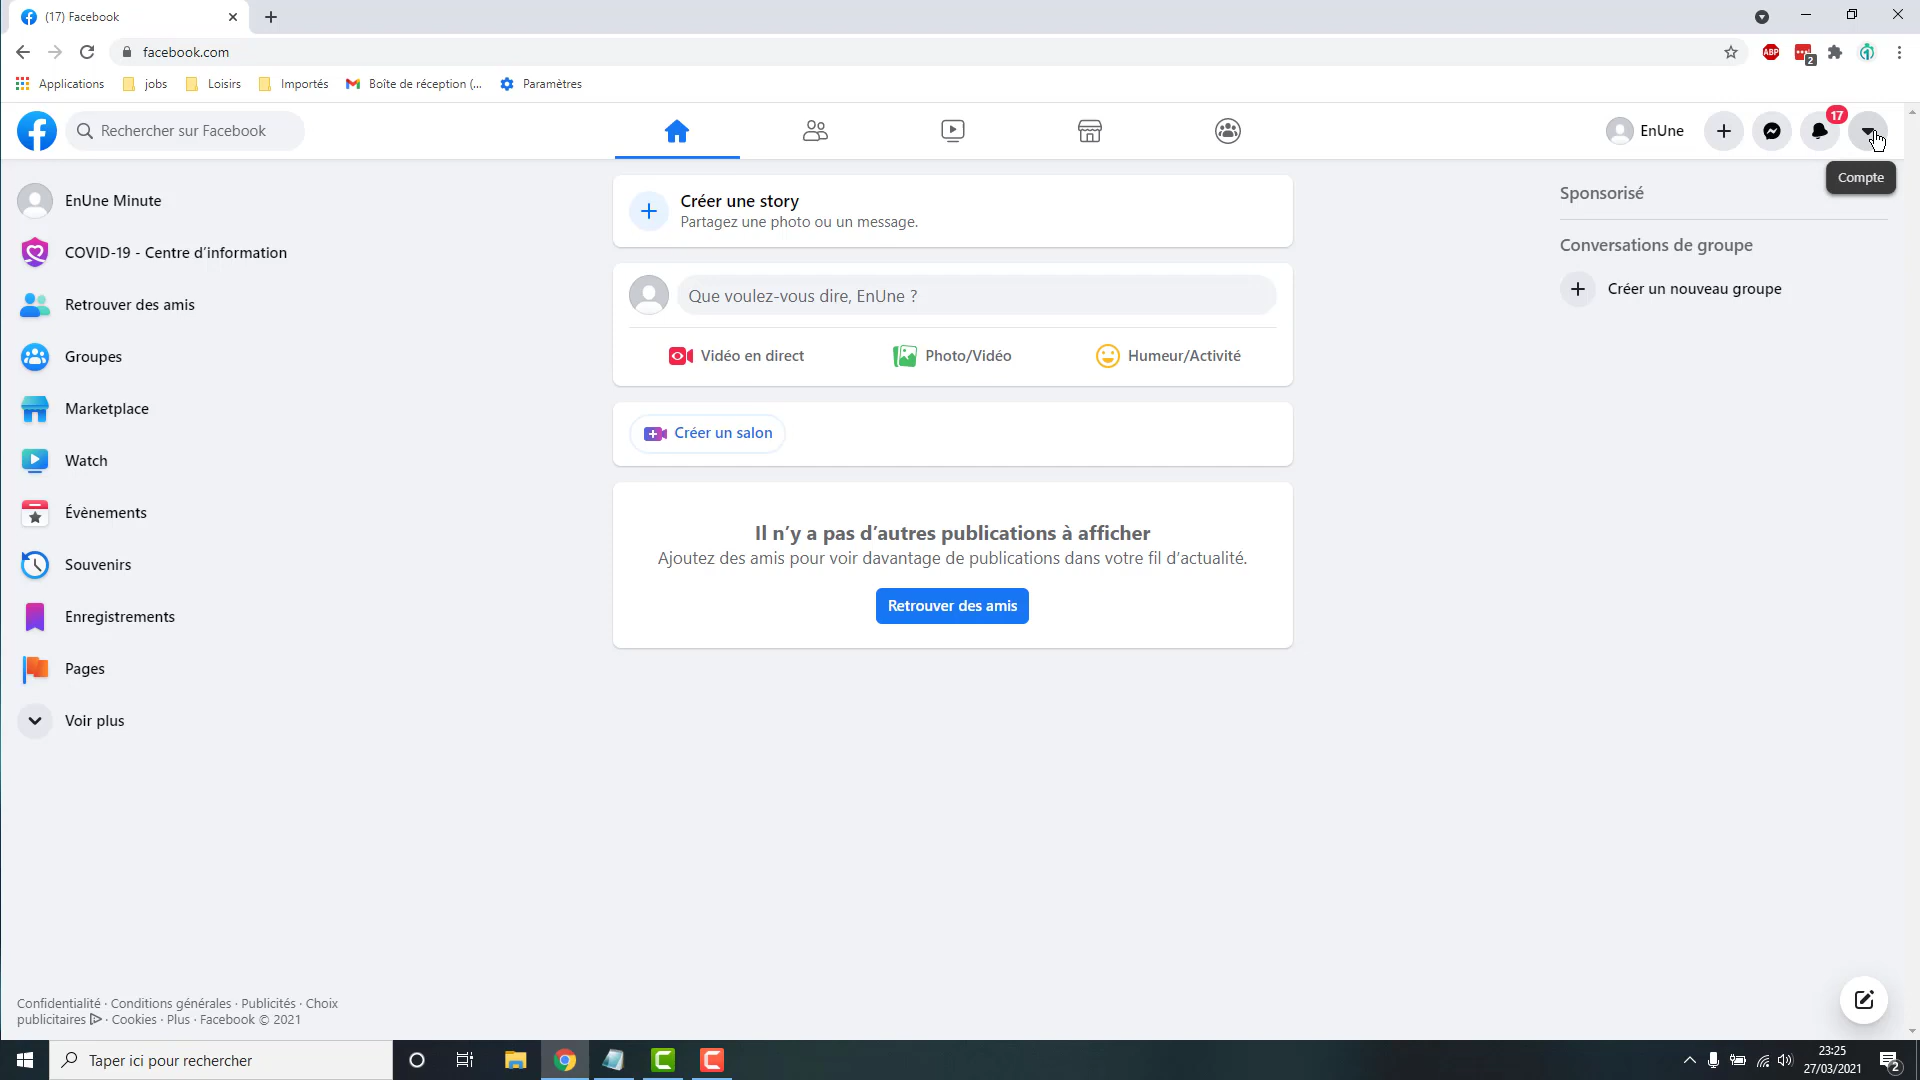 (17) Facebook
facebook.com
ABP
2
Applications
jobs
Loisirs
Importés
Boîte de réception (...
Paramètres
Rechercher sur Facebook
EnUne
17
Compte
EnUne Minute
COVID-19 - Centre d’information
Retrouver des amis
Groupes
Marketplace
Watch
Évènements
Souvenirs
Enregistrements
Pages
Voir plus
Créer une story
Partagez une photo ou un message.
Que voulez-vous dire, EnUne ?
Vidéo en direct
Photo/Vidéo
Humeur/Activité
Créer un salon
Il n’y a pas d’autres publications à afficher
Ajoutez des amis pour voir davantage de publications dans votre fil d’actualité.
Retrouver des amis
Sponsorisé
Conversations de groupe
Créer un nouveau groupe
Confidentialité · Conditions générales · Publicités · Choix
publicitaires · Cookies · Plus · Facebook © 2021
Taper ici pour rechercher
23:25
27/03/2021
2